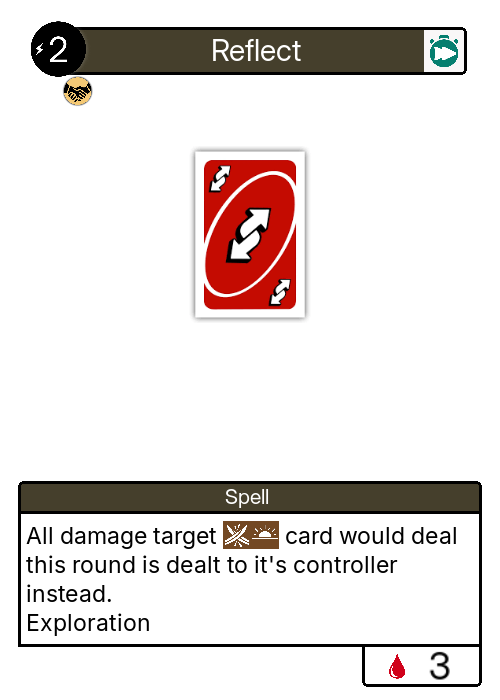 2
Reflect
Spell
All damage target card would deal
this round is dealt to it's controller
instead.
Exploration
3